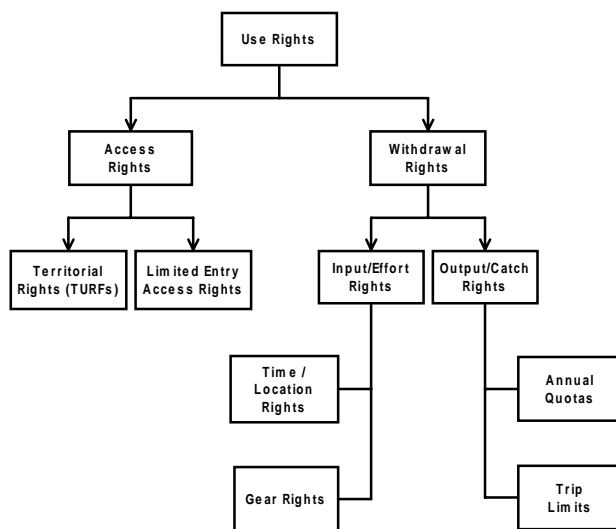 Use Rights
Access
Rights
Withdrawal
Rights
Territorial
Rights (TURFs)
Limited Entry
Access Rights
Input/Effort
Rights
Output/Catch
Rights
Time /
Location
Rights
Annual
Quotas
Gear Rights
Trip
Limits